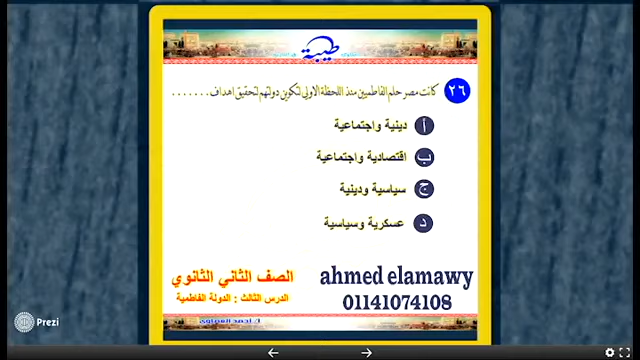 طيبة
٢٦ كانت مصر حلم الفاطميين منذ اللحظة الاولى لتكوين دولتهم لتحقيق اهداف.......
أ دينية واجتماعية
ب اقتصادية واجتماعية
ج سياسية ودينية
د عسكرية وسياسية
الصف الثاني الثانوي
ahmed elamawy
الدرس الثالث : الدولة الفاطمية
01141074108
Prezi